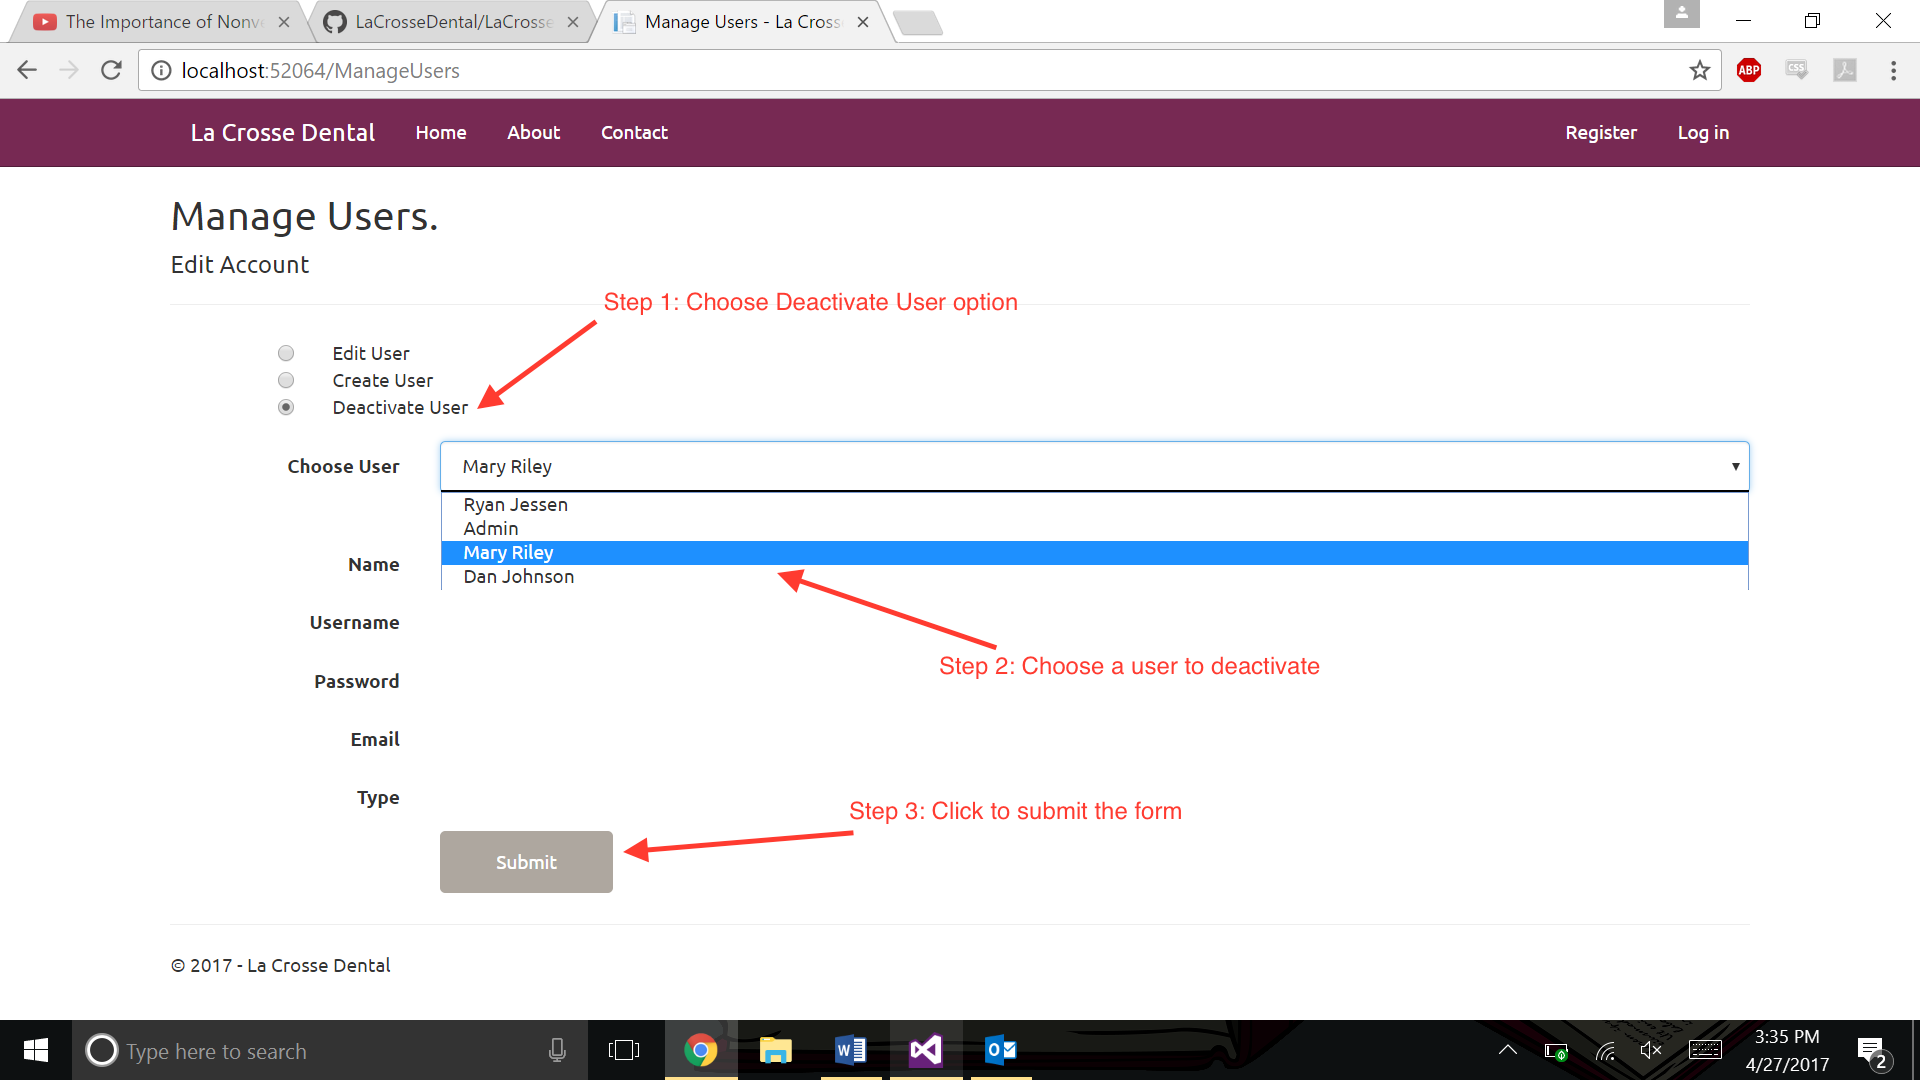 The Importance of Nonv
LaCrosseDental/LaCrosse
Manage Users - La Cross
localhost:52064/ManageUsers
ABP
CSS
La Crosse Dental
Home
About
Contact
Register
Log in
Manage Users.
Edit Account
Step 1: Choose Deactivate User option
Edit User
Create User
Deactivate User
Choose User
Mary Riley
Ryan Jessen
Admin
Mary Riley
Dan Johnson
Name
Username
Step 2: Choose a user to deactivate
Password
Email
Type
Step 3: Click to submit the form
Submit
© 2017 - La Crosse Dental
Type here to search
3:35 PM
4/27/2017
2